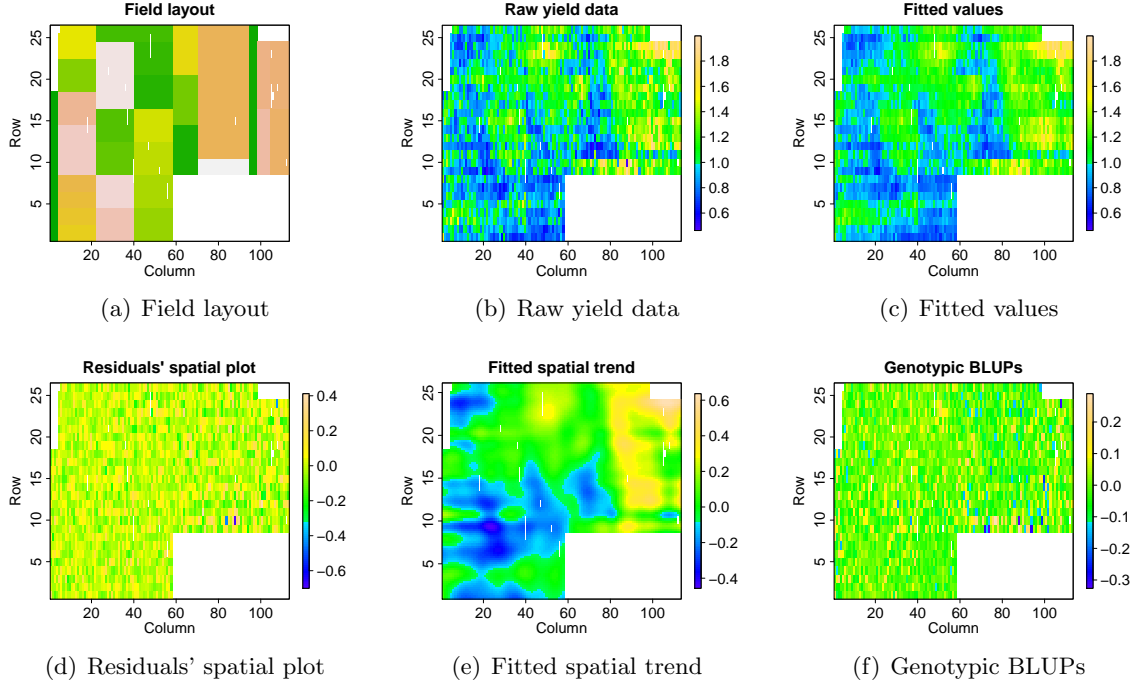 Field layout
Raw yield data
Fitted values
Row
25
20
15
10
5
20 40 60 80 100
Column
Row
25
20
15
10
5
20 40 60 80 100
Column
1.8
1.6
1.4
1.2
1.0
0.8
0.6
Row
25
20
15
10
5
20 40 60 80 100
Column
1.8
1.6
1.4
1.2
1.0
0.8
0.6
(a) Field layout
(b) Raw yield data
(c) Fitted values
Residuals' spatial plot
Fitted spatial trend
Genotypic BLUPs
Row
25
20
15
10
5
20 40 60 80 100
Column
0.4
0.2
0.0
−0.2
−0.4
−0.6
Row
25
20
15
10
5
20 40 60 80 100
Column
0.6
0.4
0.2
0.0
−0.2
−0.4
Row
25
20
15
10
5
20 40 60 80 100
Column
0.2
0.1
0.0
−0.1
−0.2
−0.3
(d) Residuals' spatial plot
(e) Fitted spatial trend
(f) Genotypic BLUPs